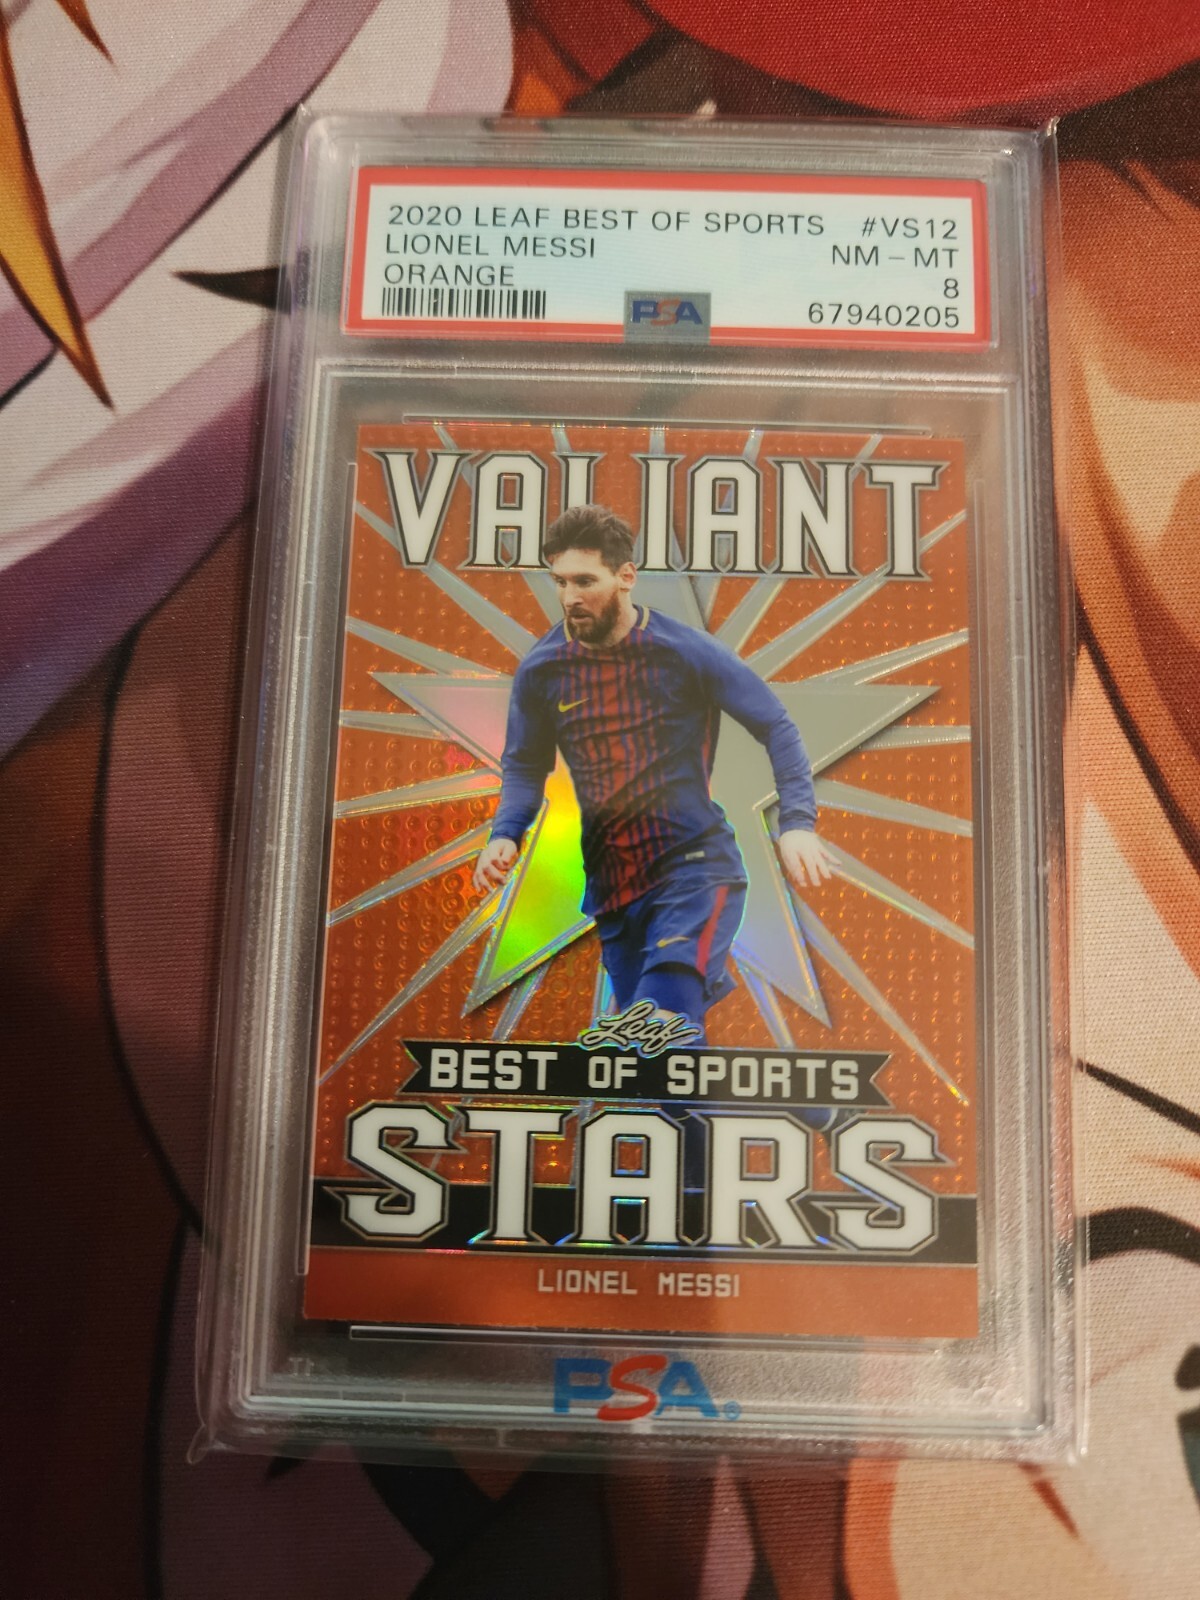 2020 LEAF BEST OF SPORTS #VS12
LIONEL MESSI NM – MT
ORANGE 8
PSA 67940205
VALIANT
Leaf
BEST OF SPORTS
STARS
LIONEL MESSI
PSA®